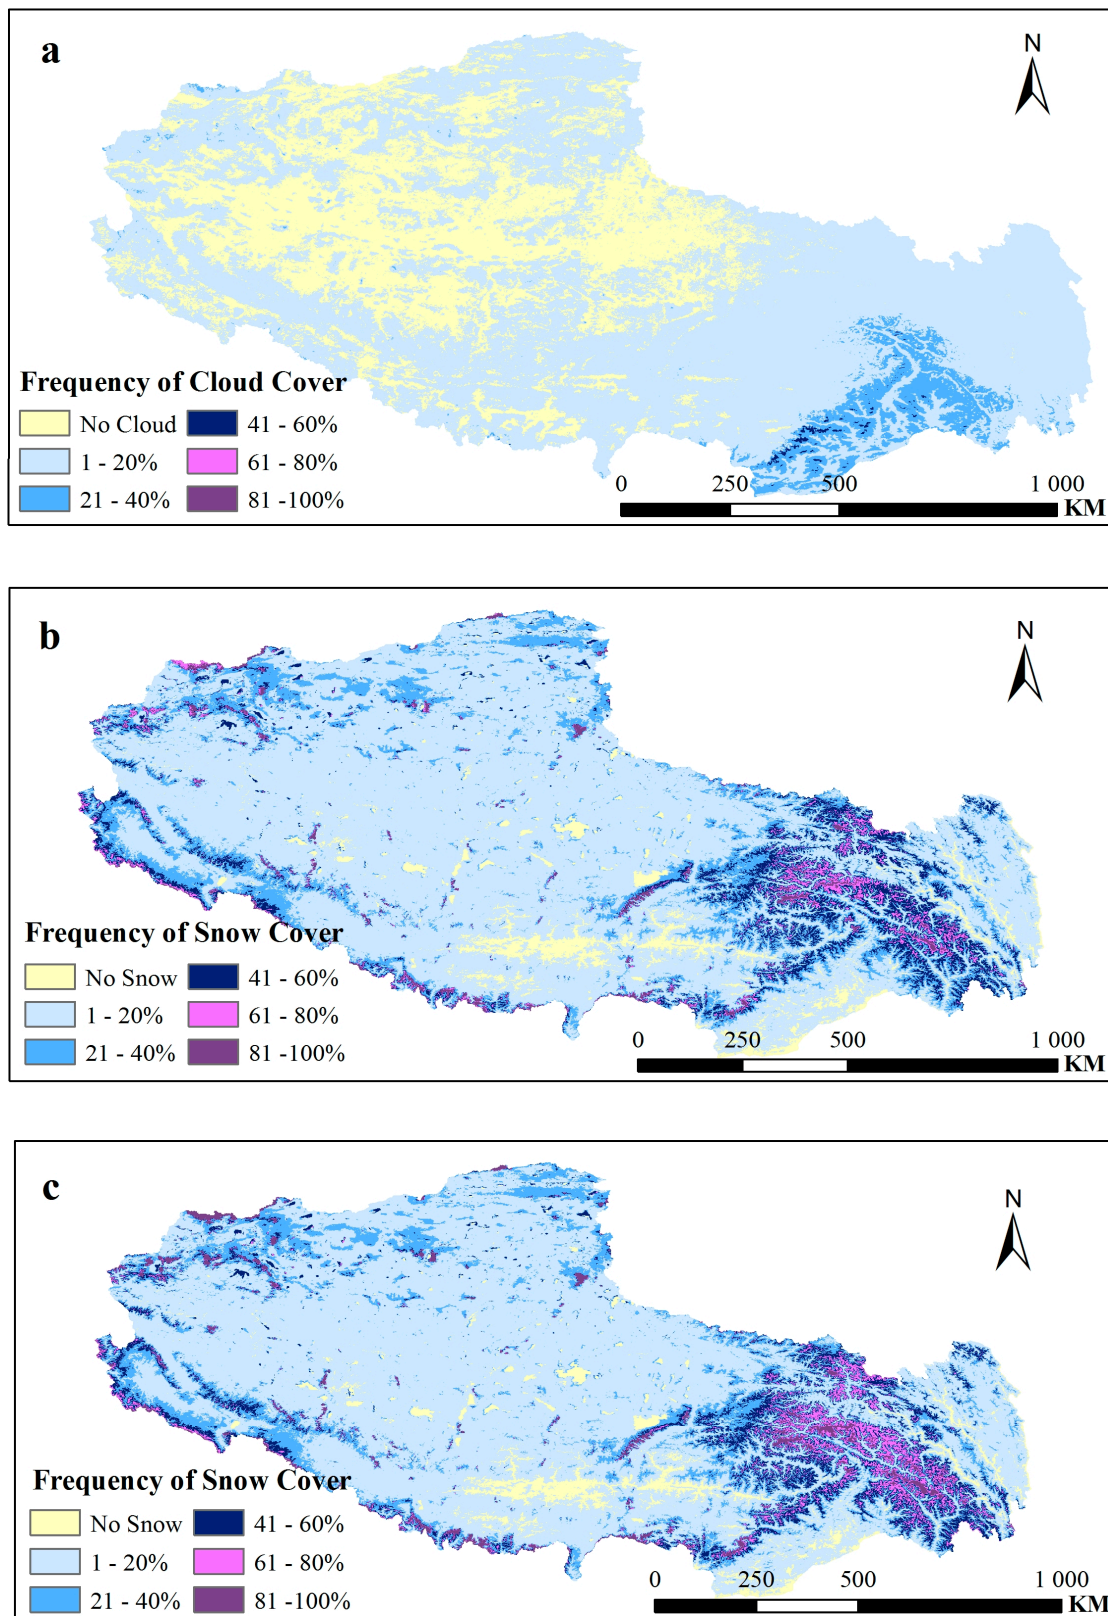 a
N
Frequency of Cloud Cover
No Cloud 41 - 60%
1 - 20% 61 - 80%
21 - 40% 81 -100%
0 250 500 1 000
KM
b
N
Frequency of Snow Cover
No Snow 41 - 60%
1 - 20% 61 - 80%
21 - 40% 81 -100%
0 250 500 1 000
KM
c
N
Frequency of Snow Cover
No Snow 41 - 60%
1 - 20% 61 - 80%
21 - 40% 81 -100%
0 250 500 1 000
KM